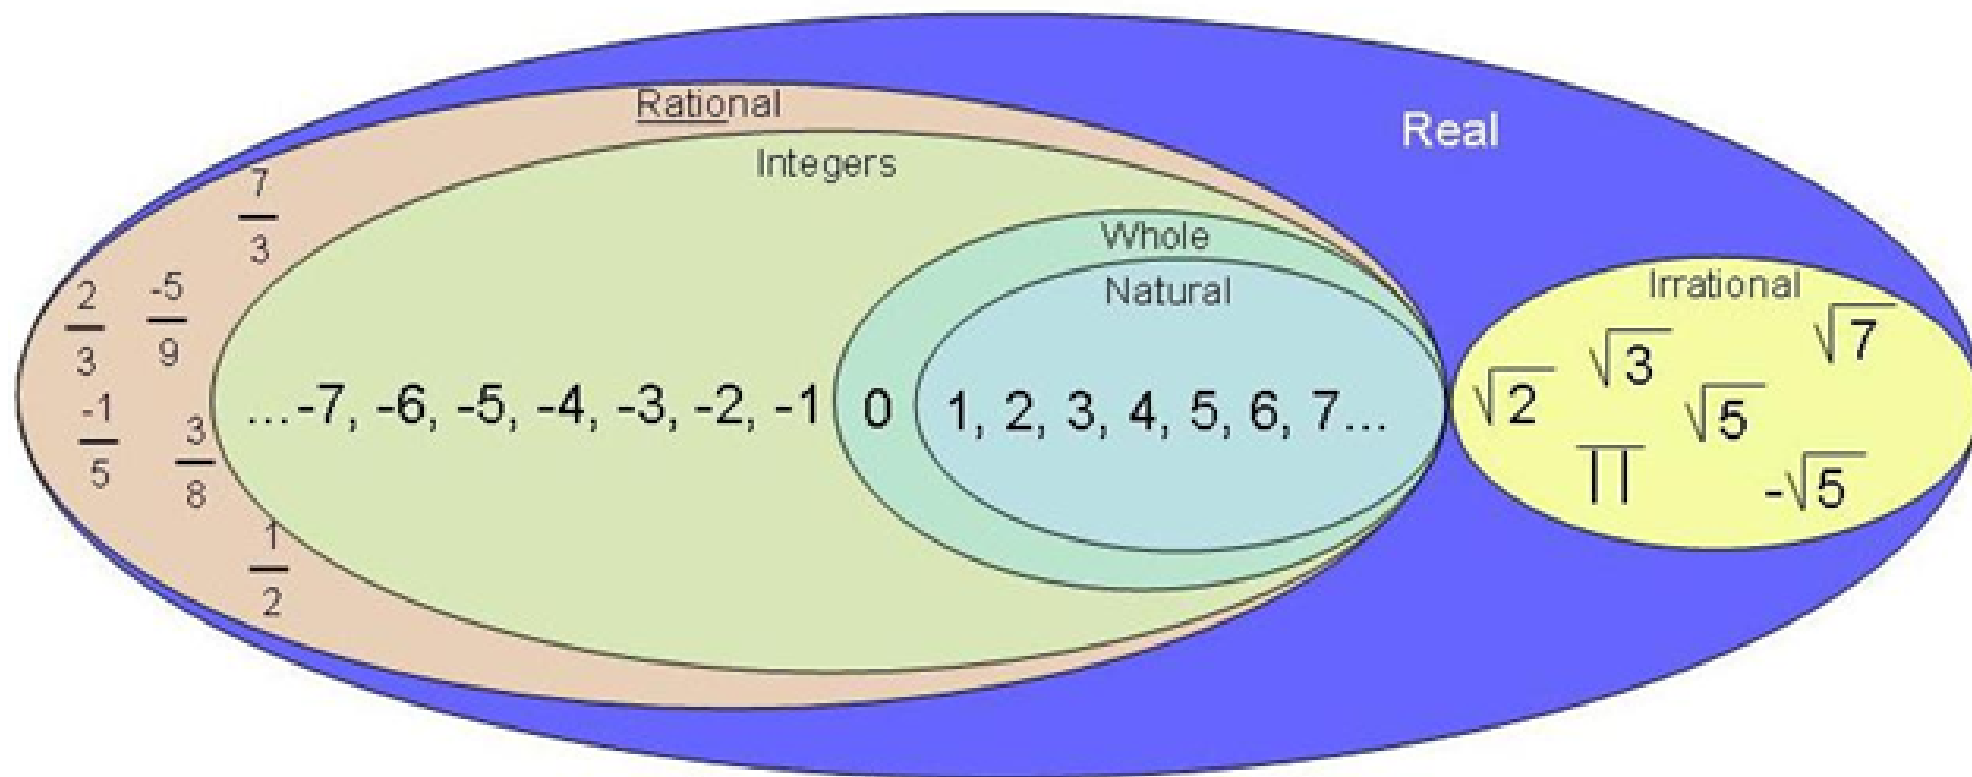 Rational
Real
Integers
7
3
Whole
Irrational
Natural
2
3
-5
9
√7
√3
√2
√5
...-7, -6, -5, -4, -3, -2, -1
0
1, 2, 3, 4, 5, 6, 7...
-1
5
3
8
∏
-√5
1
2